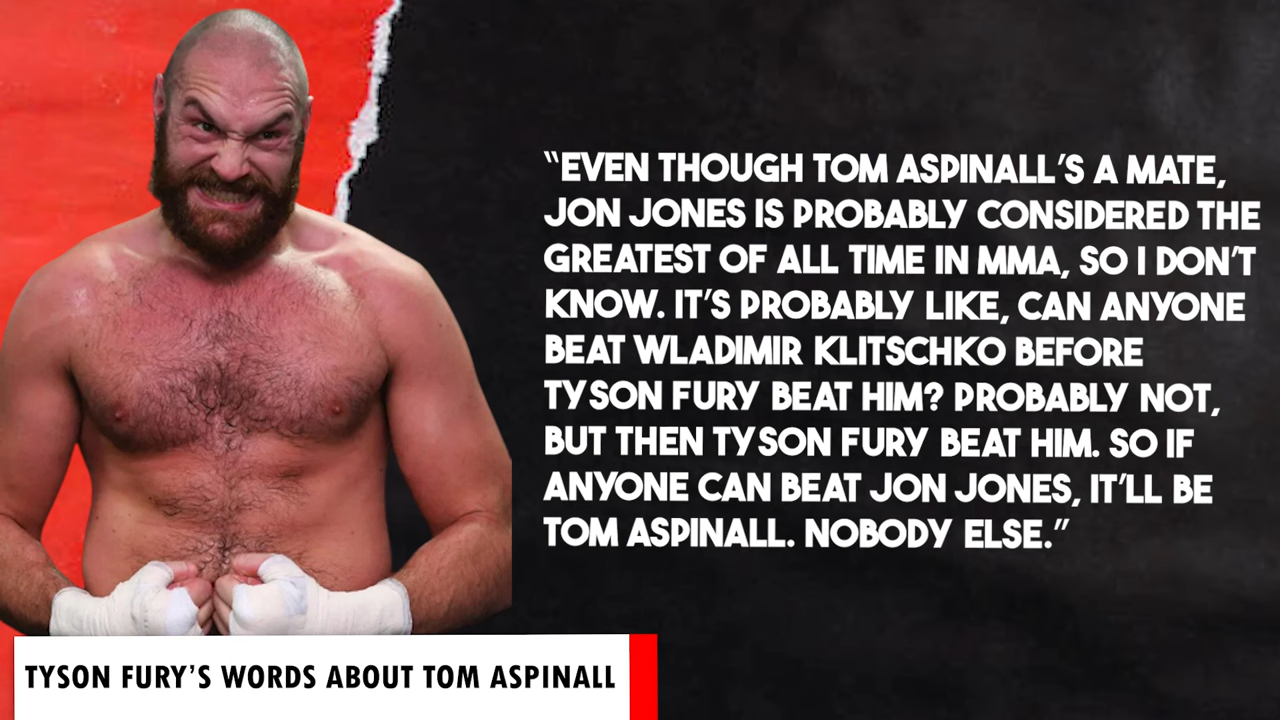 “EVEN THOUGH TOM ASPINALL’S A MATE,
JON JONES IS PROBABLY CONSIDERED THE
GREATEST OF ALL TIME IN MMA, SO I DON’T
KNOW. IT’S PROBABLY LIKE, CAN ANYONE
BEAT WLADIMIR KLITSCHKO BEFORE
TYSON FURY BEAT HIM? PROBABLY NOT,
BUT THEN TYSON FURY BEAT HIM. SO IF
ANYONE CAN BEAT JON JONES, IT’LL BE
TOM ASPINALL. NOBODY ELSE.”
TYSON FURY’S WORDS ABOUT TOM ASPINALL